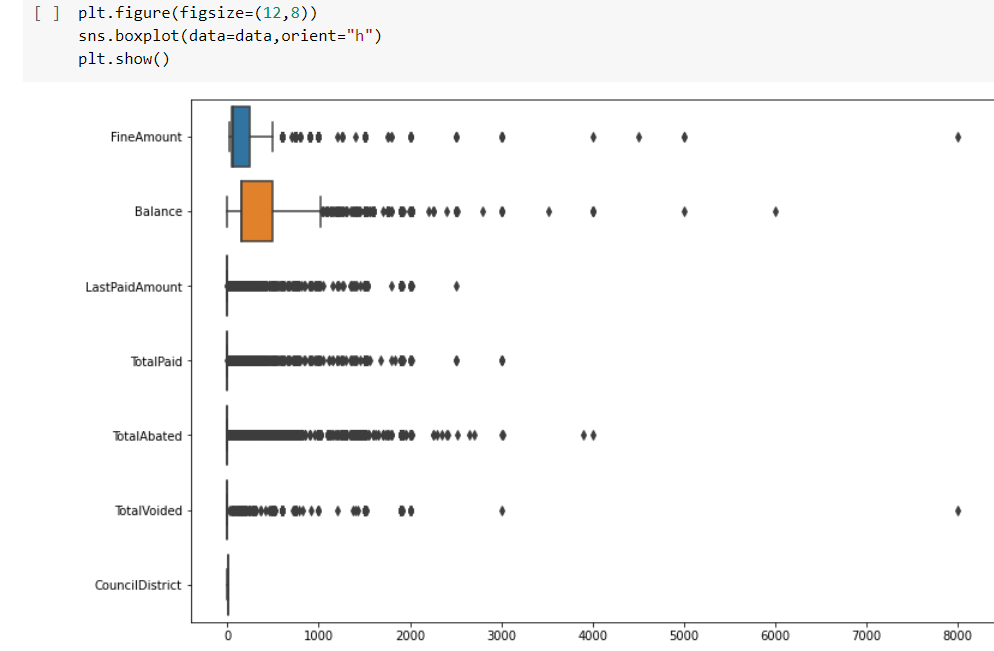 [ ] plt.figure(figsize=(12,8))
sns.boxplot(data=data,orient="h")
plt.show()
FineAmount
Balance
LastPaidAmount
TotalPaid
TotalAbated
TotalVoided
CouncilDistrict
0 1000 2000 3000 4000 5000 6000 7000 8000